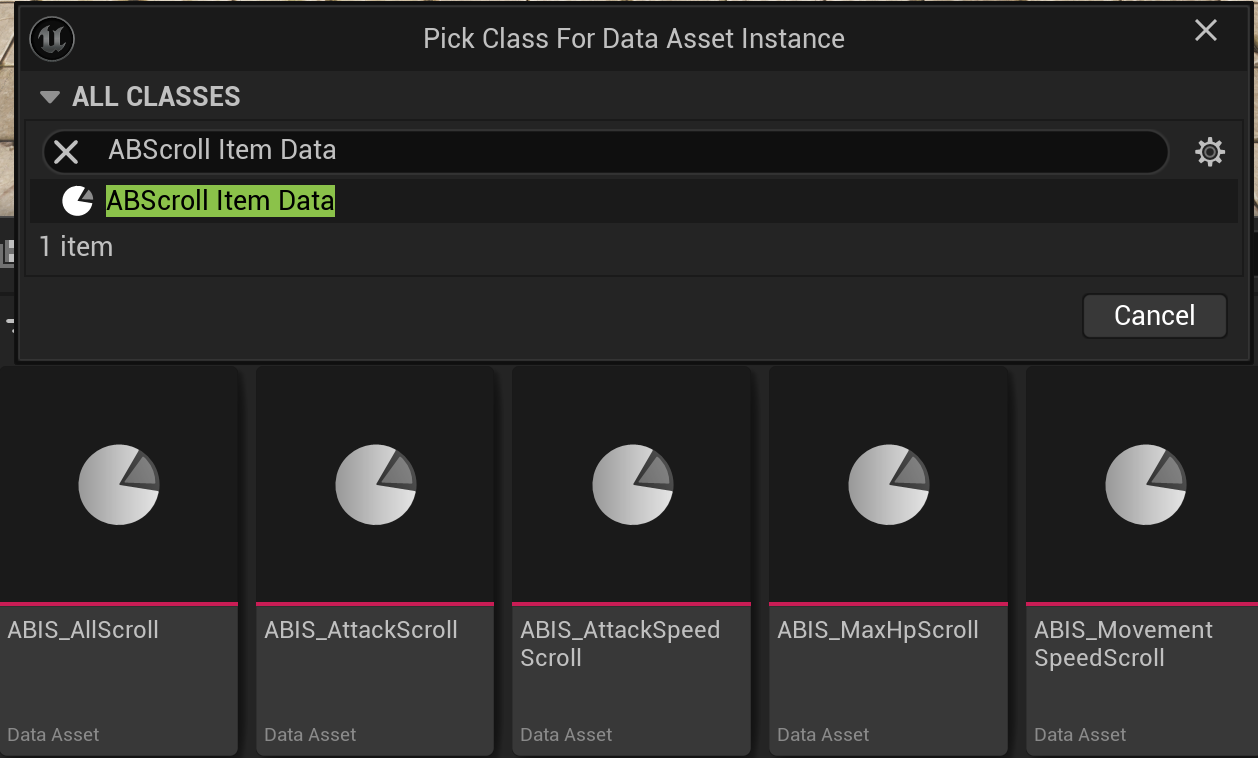 Pick Class For Data Asset Instance
ALL CLASSES
ABScroll Item Data
ABScroll Item Data
1 item
Cancel
ABIS_AllScroll
Data Asset
ABIS_AttackScroll
Data Asset
ABIS_AttackSpeed
Scroll
Data Asset
ABIS_MaxHpScroll
Data Asset
ABIS_Movement
SpeedScroll
Data Asset